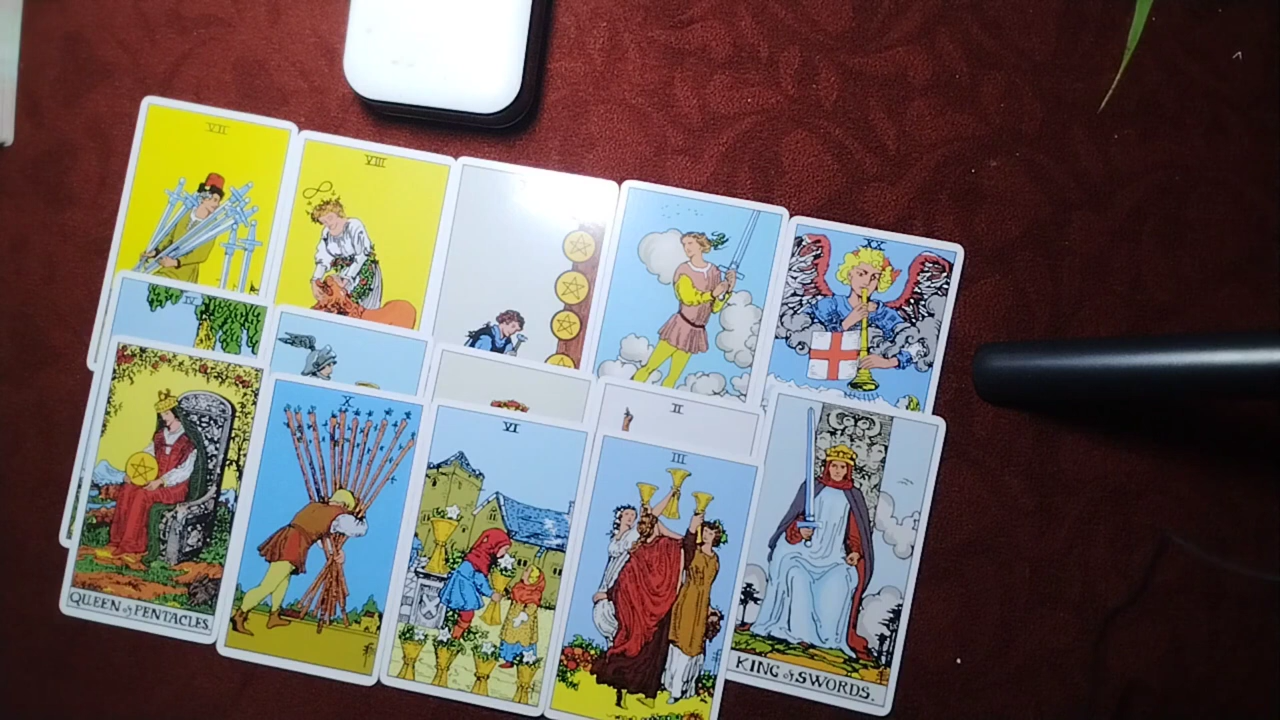 VII
VIII
XX
IV
X
VI
II
III
QUEEN of PENTACLES.
KING of SWORDS.